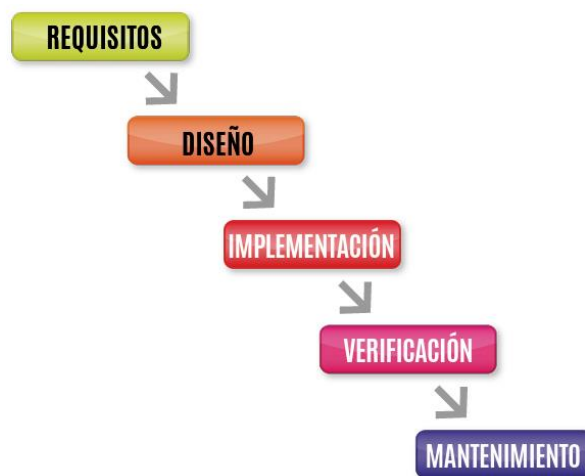 REQUISITOS
DISEÑO
IMPLEMENTACIÓN
VERIFICACIÓN
MANTENIMIENTO